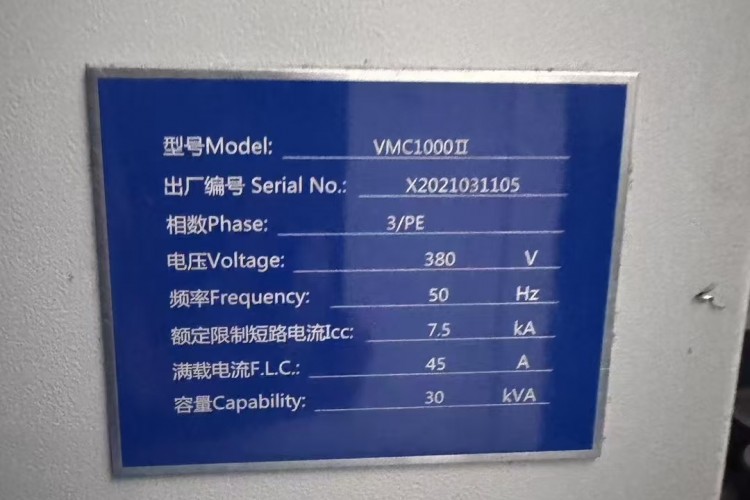 型号Model: VMC1000Ⅱ
出厂编号 Serial No.: X2021031105
相数Phase: 3/PE
电压Voltage: 380 V
频率Frequency: 50 Hz
额定限制短路电流Icc: 7.5 kA
满载电流F.L.C.: 45 A
容量Capability: 30 kVA